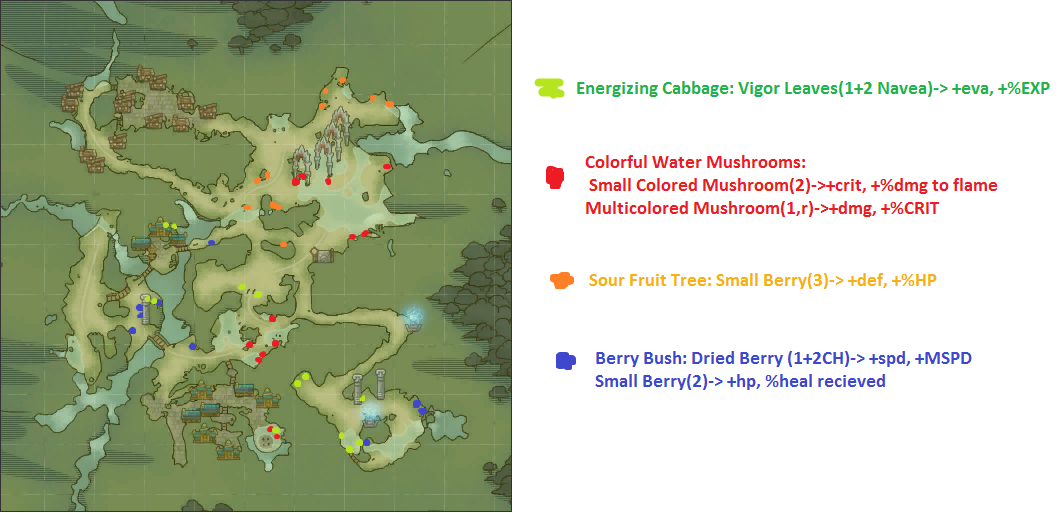 Energizing Cabbage: Vigor Leaves(1+2 Navea)-> +eva, +%EXP
Colorful Water Mushrooms:
Small Colored Mushroom(2)->+crit, +%dmg to flame
Multicolored Mushroom(1,r)->+dmg, +%CRIT
Sour Fruit Tree: Small Berry(3)-> +def, +%HP
Berry Bush: Dried Berry (1+2CH)-> +spd, +MSPD
Small Berry(2)-> +hp, %heal recieved